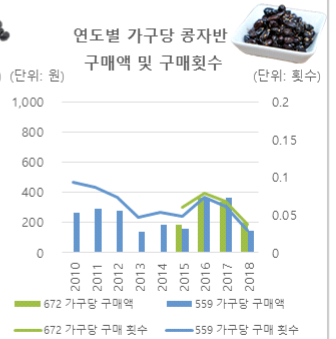 연도별 가구당 콩자반
구매액 및 구매횟수
) (단위: 원) (단위: 횟수)
1,000 0.2
800 0.15
600 0.1
400
200 0.05
0 0
2010 2011 2012 2013 2014 2015 2016 2017 2018
672 가구당 구매액 559 가구당 구매액
672 가구당 구매 횟수 559 가구당 구매 횟수